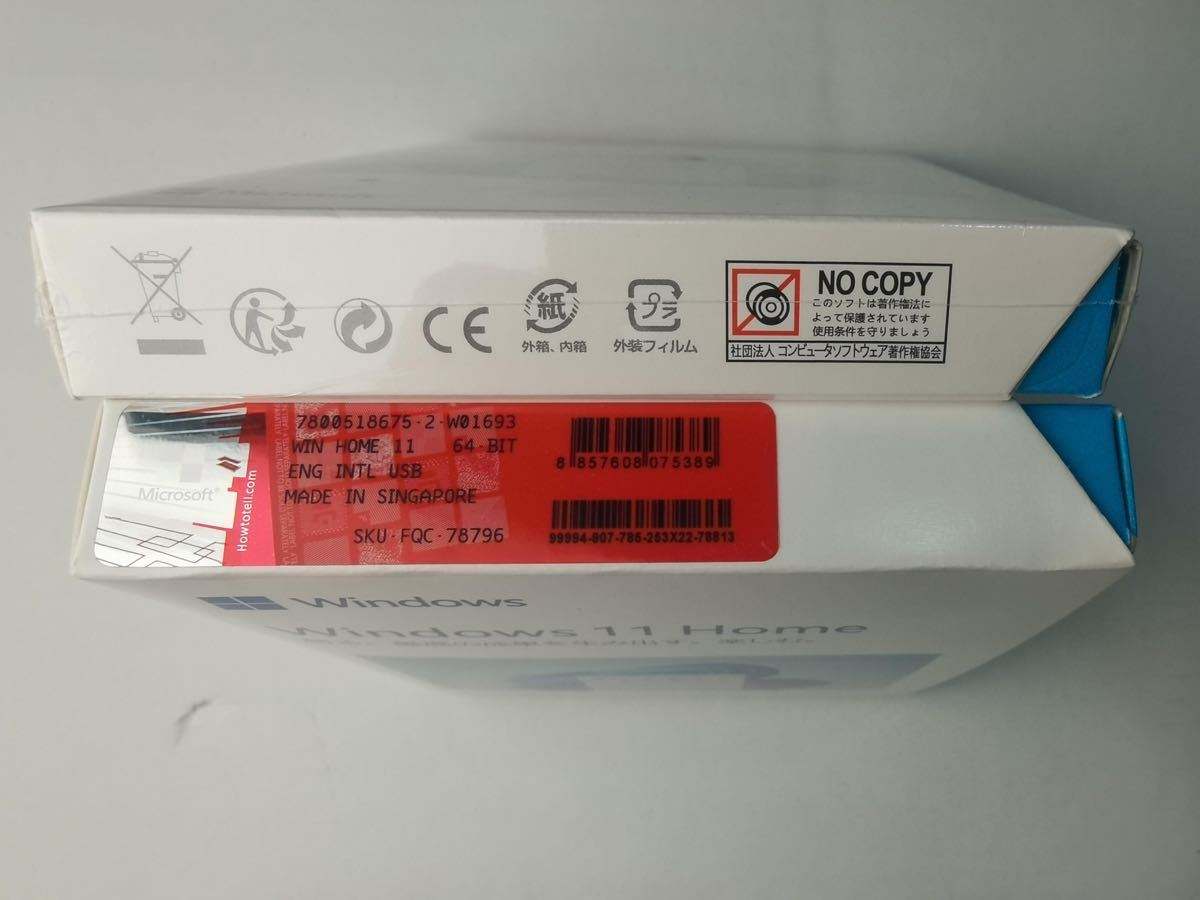 外箱、内箱
プラ
紙
外装フィルム
NO COPY
このソフトは著作権法に
よって保護されています
使用条件を守りましょう
社団法人 コンピュータソフトウェア著作権協会
7800518675-2-W01693
WIN HOME 11 64-BIT
ENG INTL USB
MADE IN SINGAPORE
SKU-FQC-78796
Microsoft®
Howtotell.com
8 857608 075389
99994-907-785-253X22-78813
Windows
Windows 11 Home